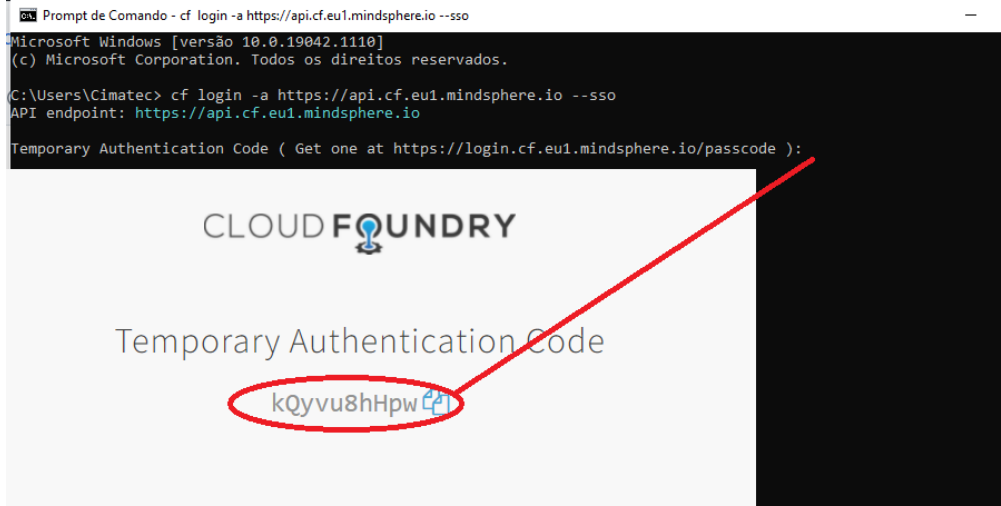 Prompt de Comando - cf login -a https://api.cf.eu1.mindsphere.io --sso
Microsoft Windows [versão 10.0.19042.1110]
(c) Microsoft Corporation. Todos os direitos reservados.
C:\Users\Cimatec> cf login -a https://api.cf.eu1.mindsphere.io --sso
API endpoint: https://api.cf.eu1.mindsphere.io
Temporary Authentication Code ( Get one at https://login.cf.eu1.mindsphere.io/passcode ):
CLOUD FOUNDRY
Temporary Authentication Code
kQyvu8hHpw